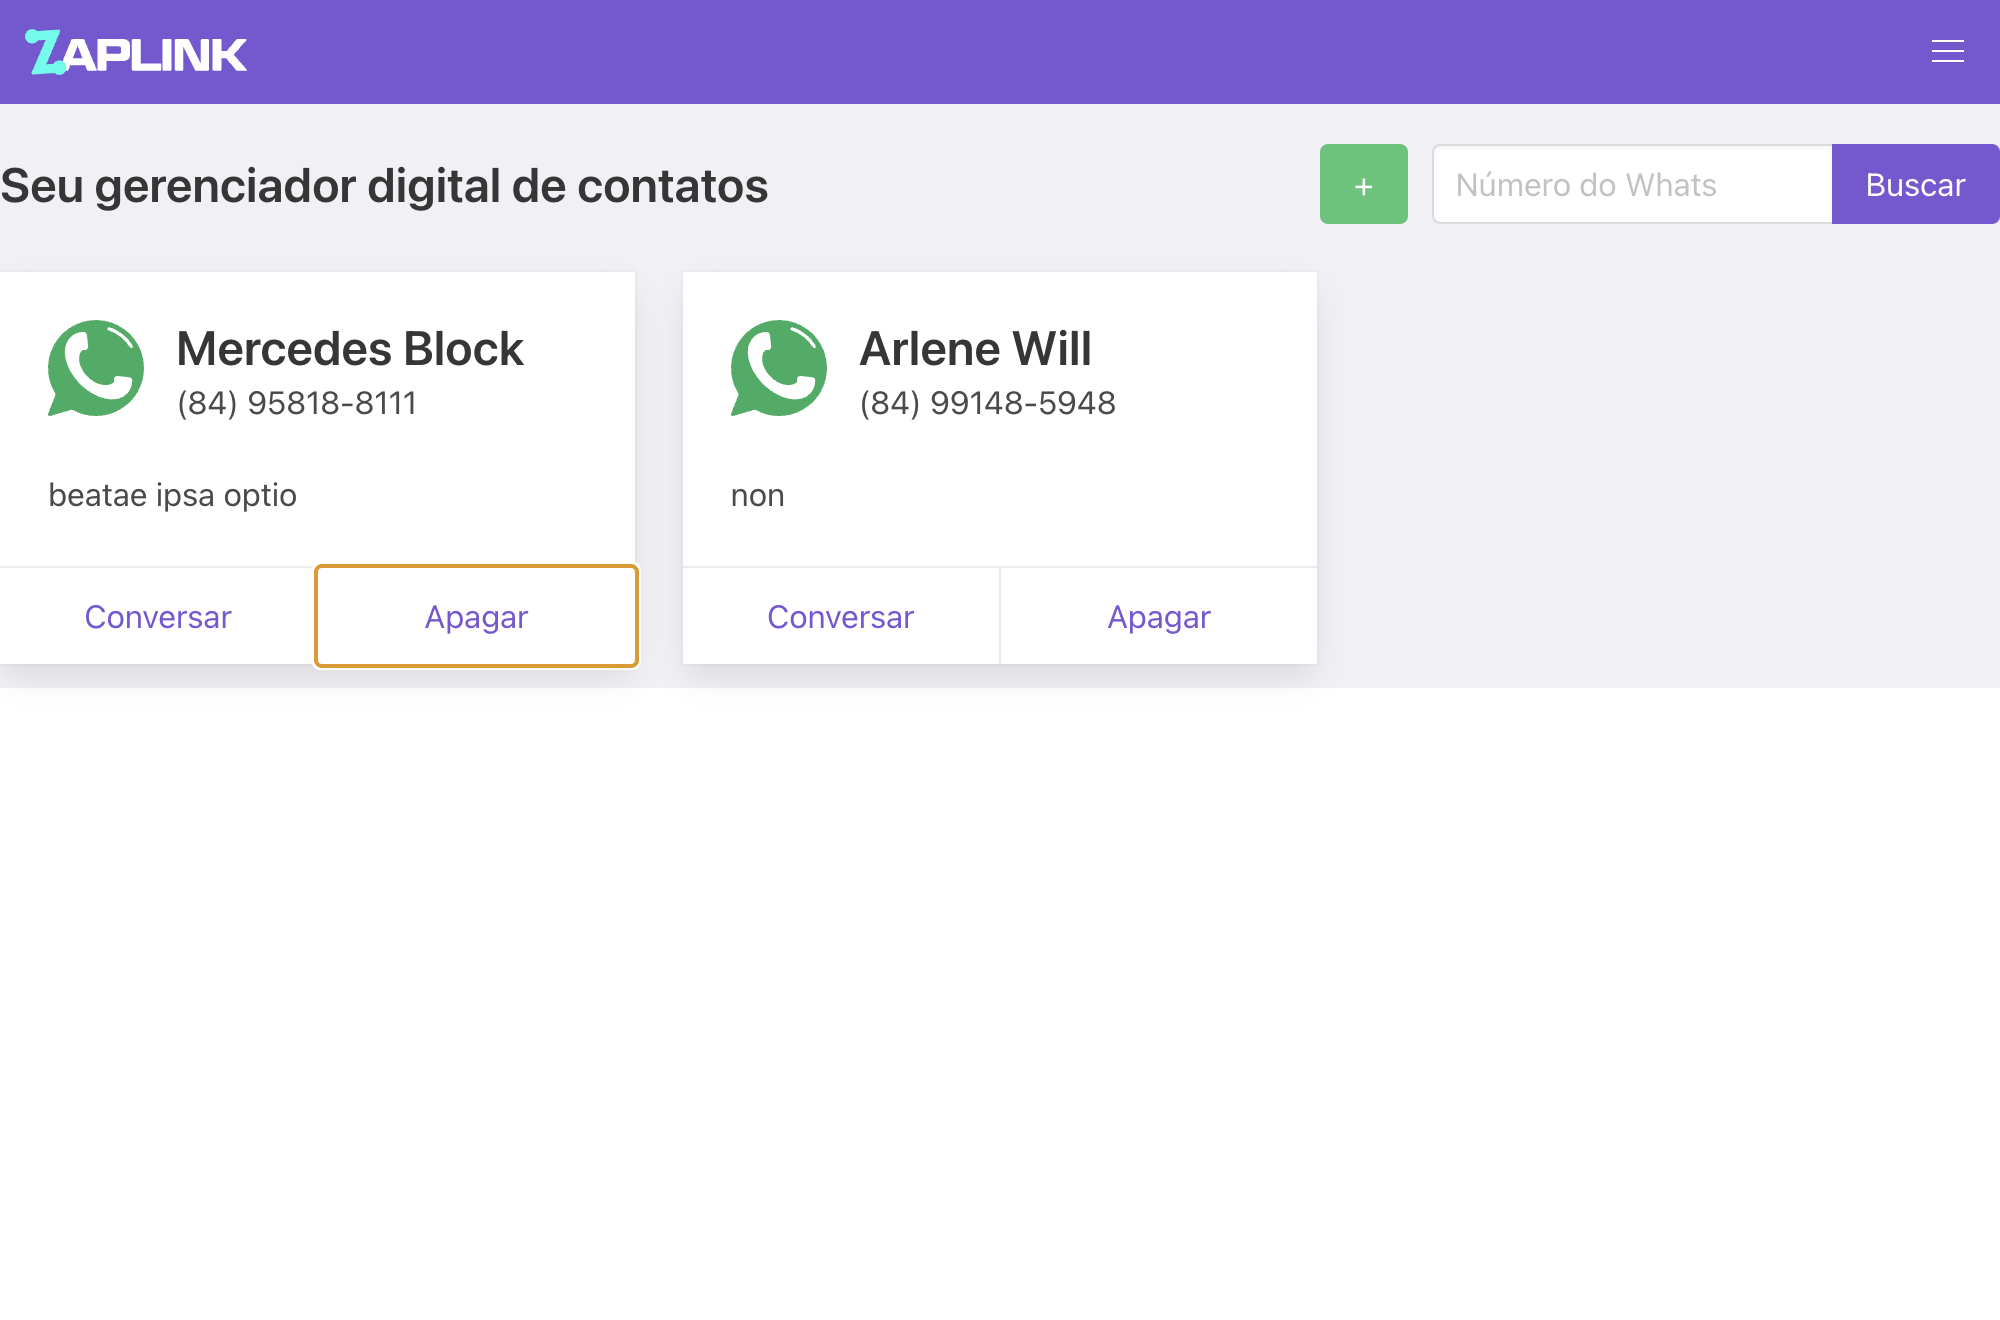 ZAPLINK
Seu gerenciador digital de contatos
+
Número do Whats
Buscar
Mercedes Block
(84) 95818-8111
beatae ipsa optio
Conversar
Apagar
Arlene Will
(84) 99148-5948
non
Conversar
Apagar